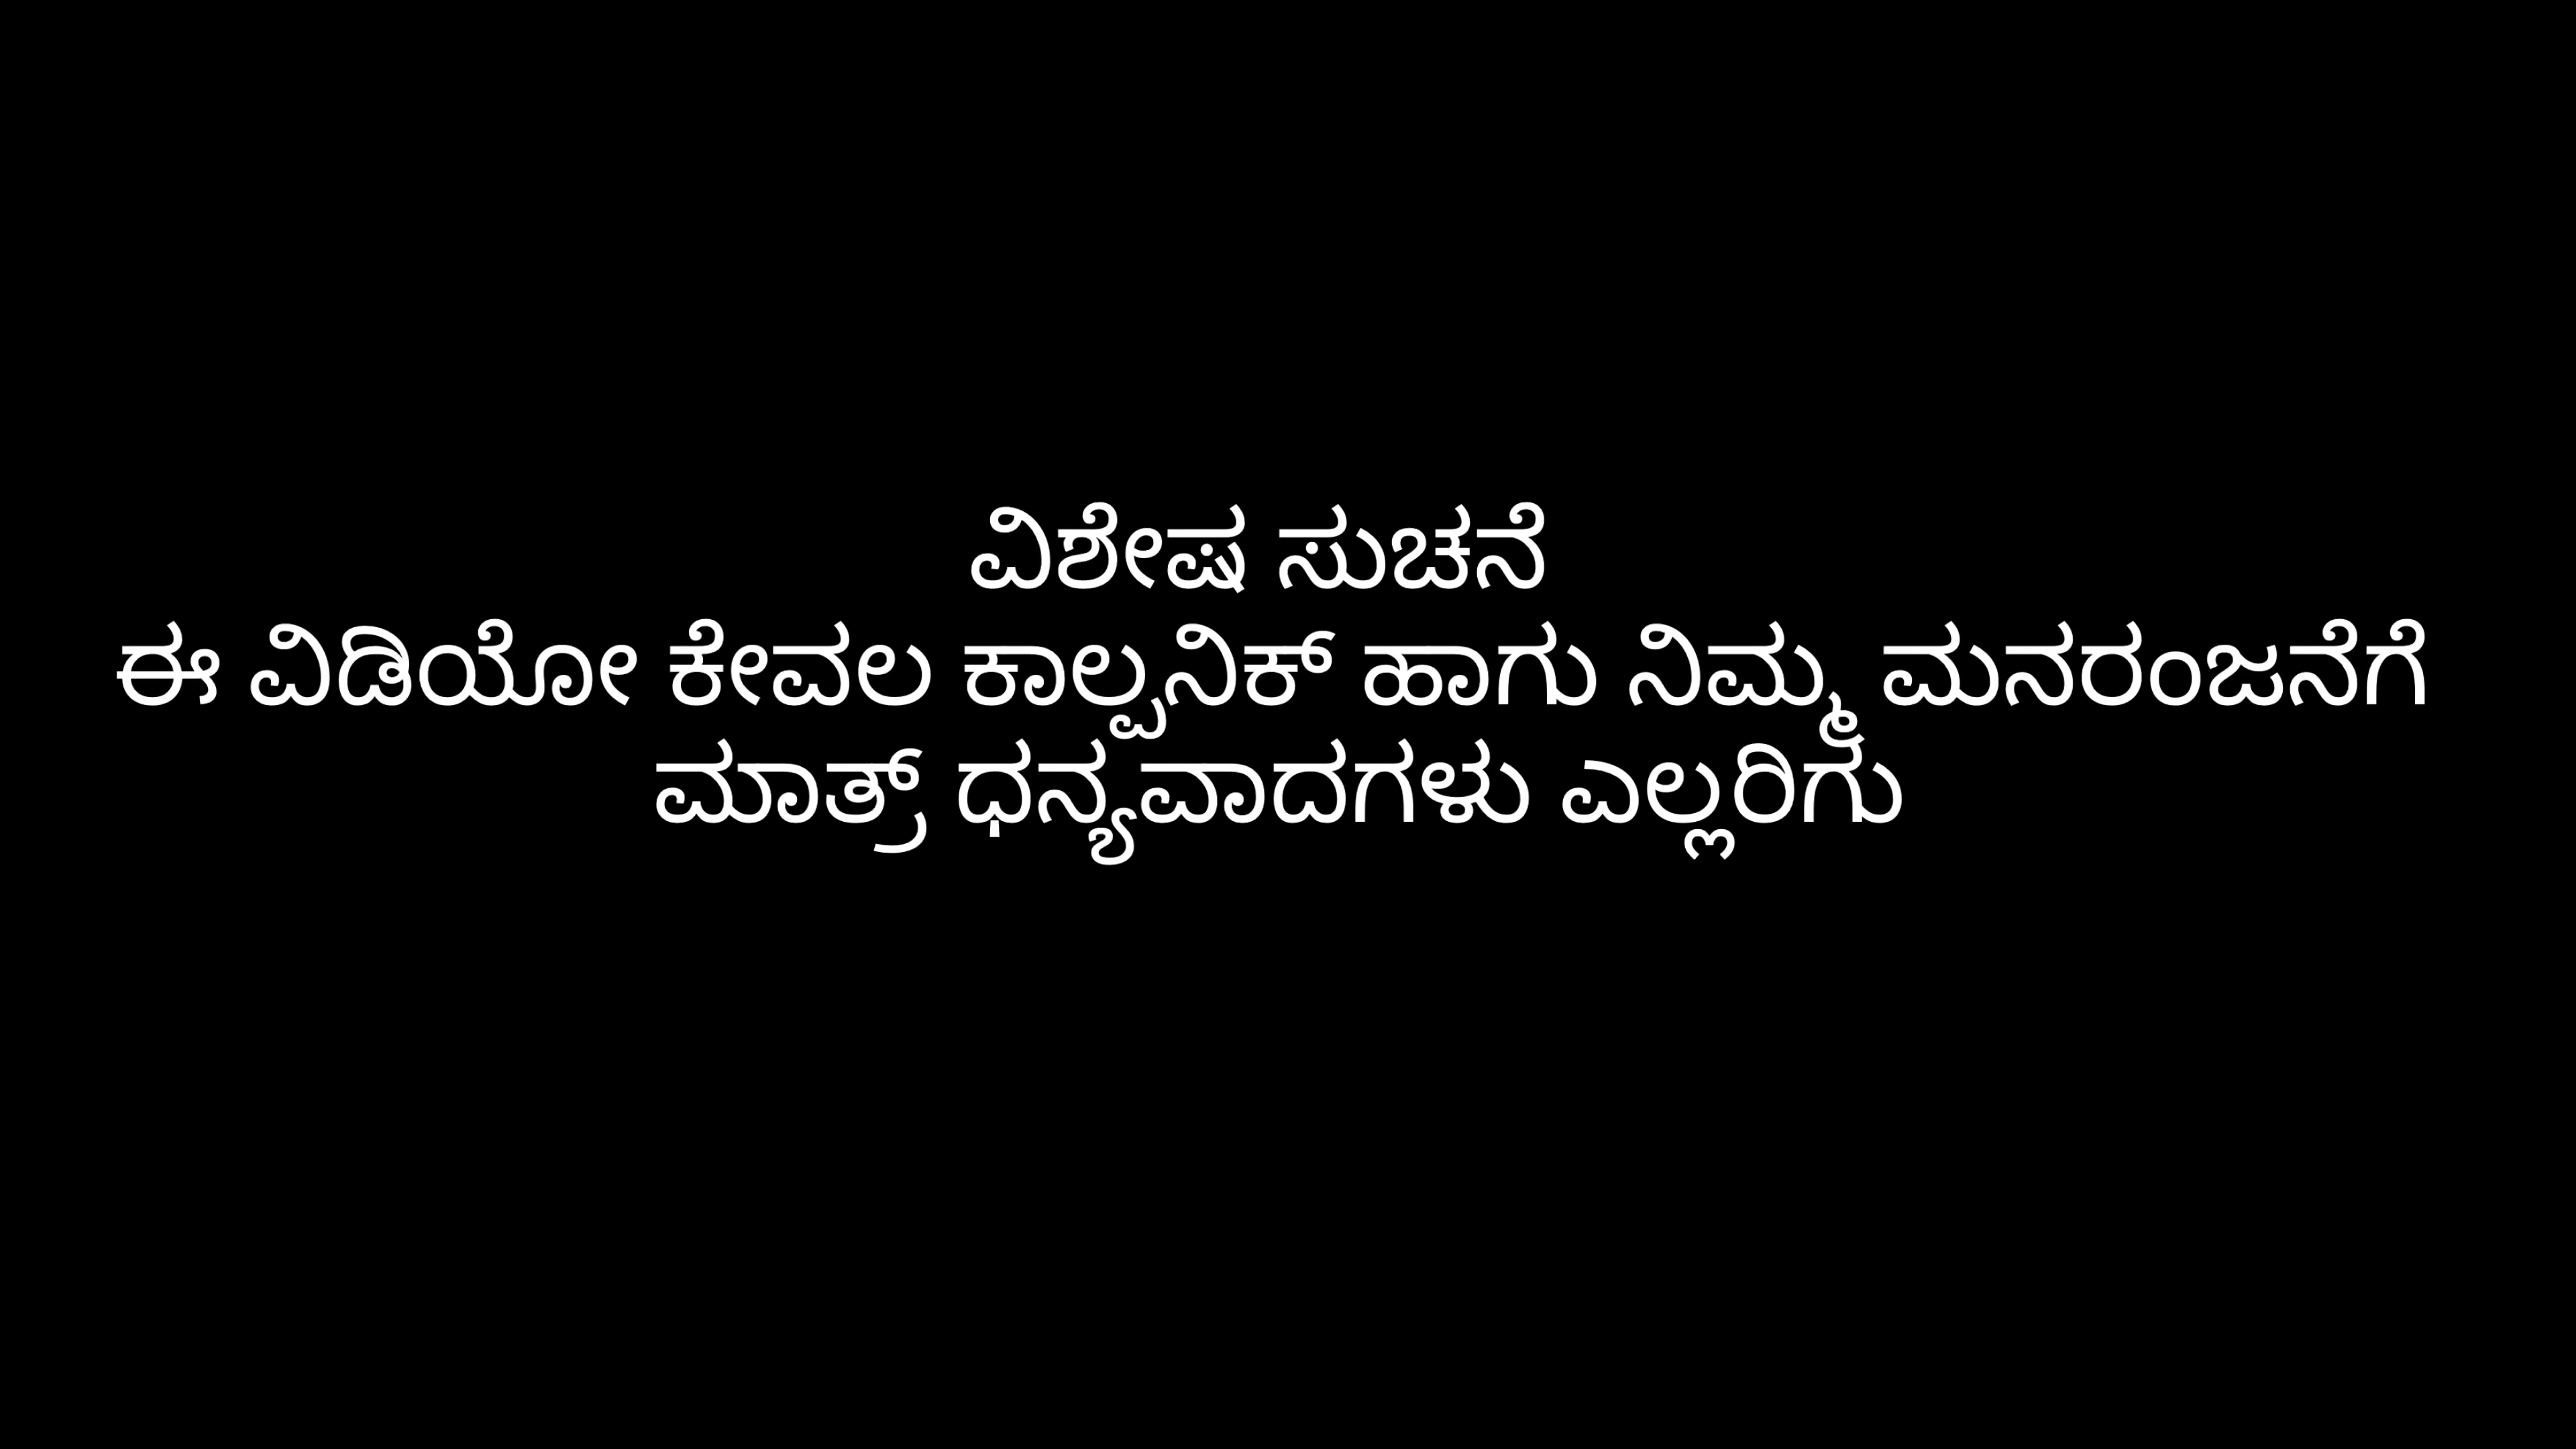 ವಿಶೇಷ ಸುಚನೆ
ಈ ವಿಡಿಯೋ ಕೇವಲ ಕಾಲ್ಪನಿಕ್ ಹಾಗು ನಿಮ್ಮ ಮನರಂಜನೆಗೆ
ಮಾತ್ರ್ ಧನ್ಯವಾದಗಳು ಎಲ್ಲರಿಗು